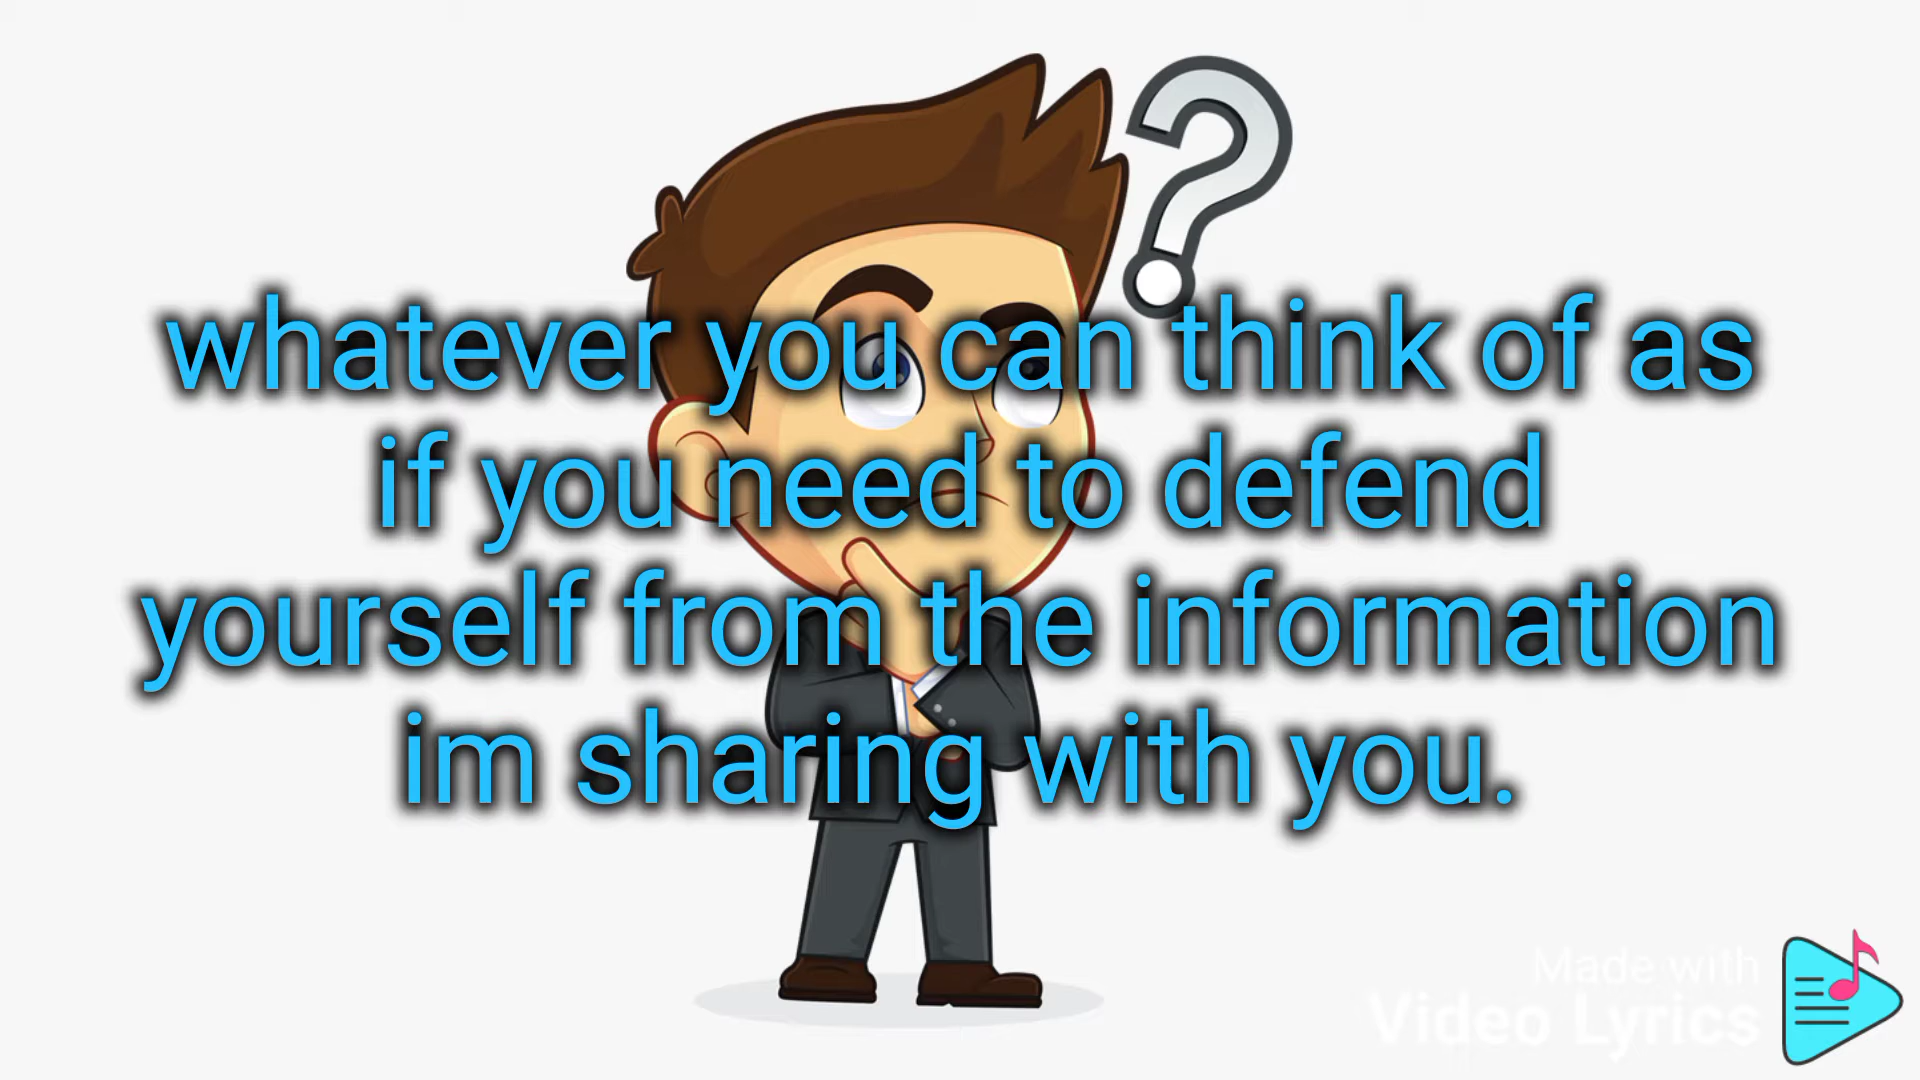 ?
whatever you can think of as
if you need to defend
yourself from the information
im sharing with you.
Made with
Video Lyrics